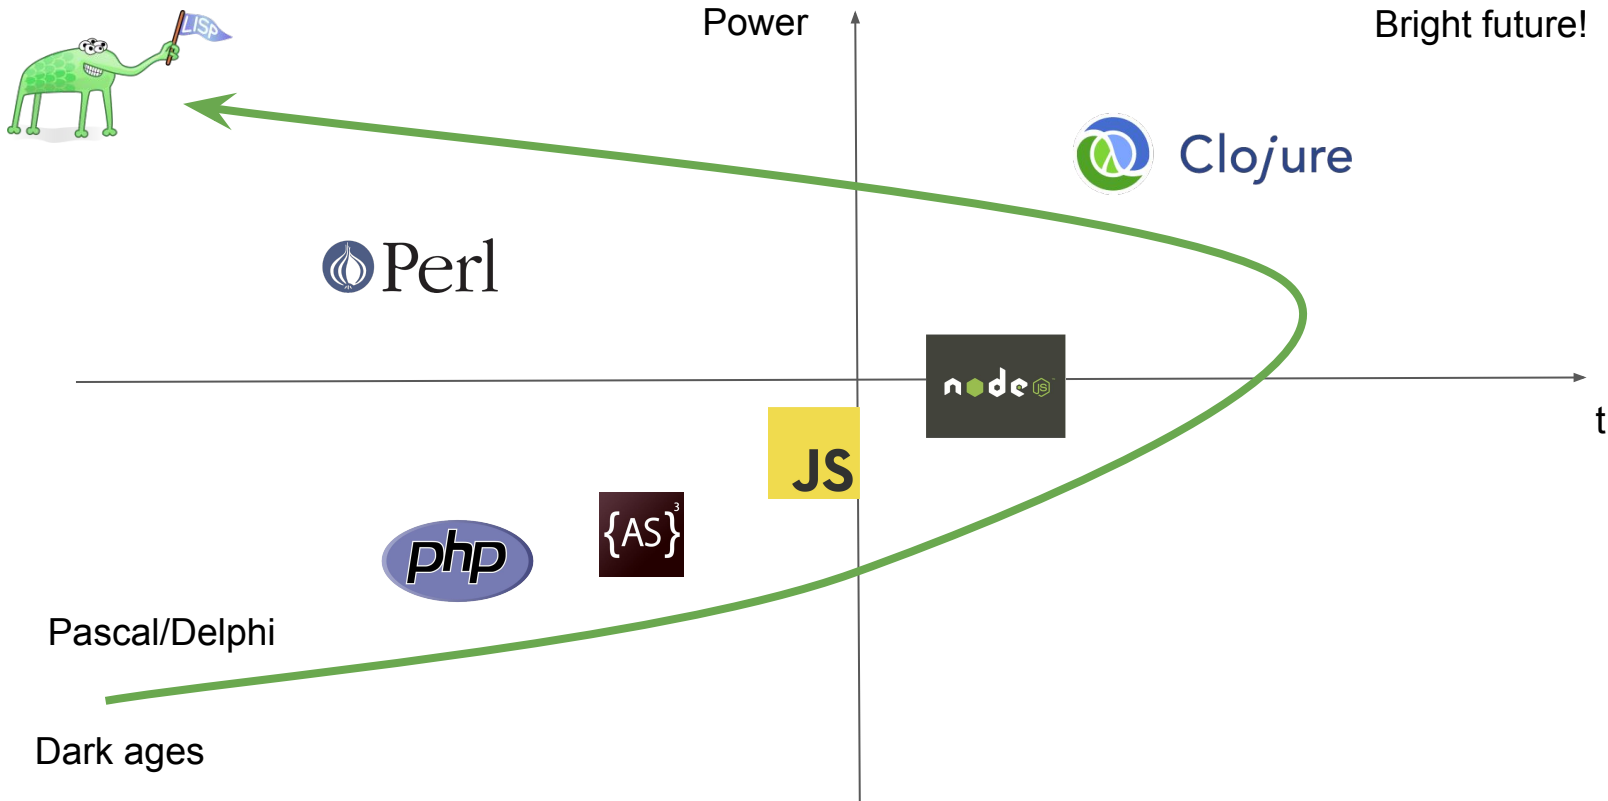 LISP
Power
Bright future!
Clojure
Perl
node JS
t
JS
{AS}3
php
Pascal/Delphi
Dark ages